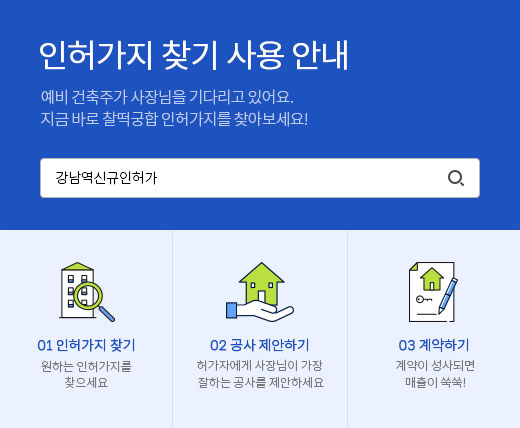 인허가지 찾기 사용 안내
예비 건축주가 사장님을 기다리고 있어요.
지금 바로 찰떡궁합 인허가지를 찾아보세요!
강남역신규인허가
01 인허가지 찾기
원하는 인허가지를
찾으세요
02 공사 제안하기
허가자에게 사장님이 가장
잘하는 공사를 제안하세요
03 계약하기
계약이 성사되면
매출이 쑥쑥!